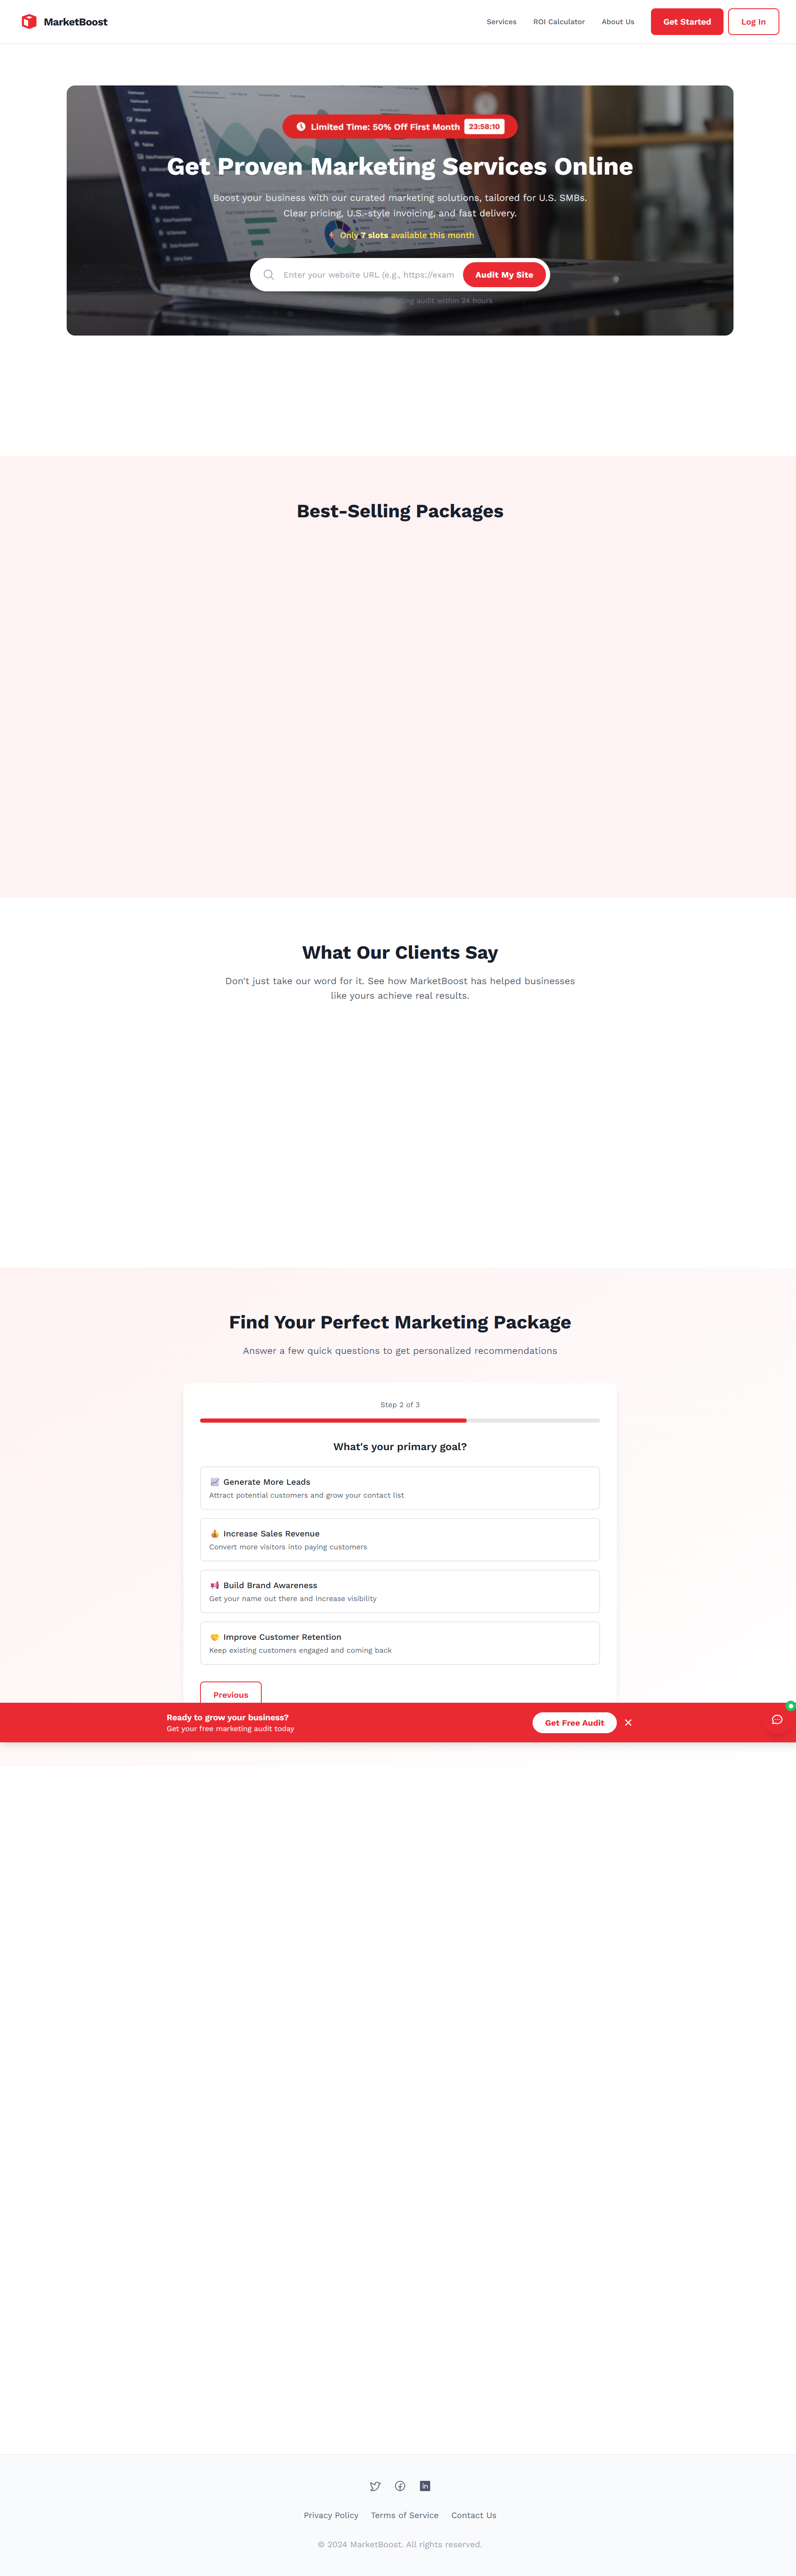 MarketBoost
Services
ROI Calculator
About Us
Get Started
Log In
Limited Time: 50% Off First Month 23:58:10
Get Proven Marketing Services Online
Boost your business with our curated marketing solutions, tailored for U.S. SMBs.
Clear pricing, U.S.-style invoicing, and fast delivery.
Only 7 slots available this month
Enter your website URL (e.g., https://exam
Audit My Site
audit within 24 hours
Best-Selling Packages
What Our Clients Say
Don't just take our word for it. See how MarketBoost has helped businesses
like yours achieve real results.
Find Your Perfect Marketing Package
Answer a few quick questions to get personalized recommendations
Step 2 of 3
What's your primary goal?
Generate More Leads
Attract potential customers and grow your contact list
Increase Sales Revenue
Convert more visitors into paying customers
Build Brand Awareness
Get your name out there and increase visibility
Improve Customer Retention
Keep existing customers engaged and coming back
Previous
Ready to grow your business?
Get your free marketing audit today
Get Free Audit
Privacy Policy
Terms of Service
Contact Us
© 2024 MarketBoost. All rights reserved.